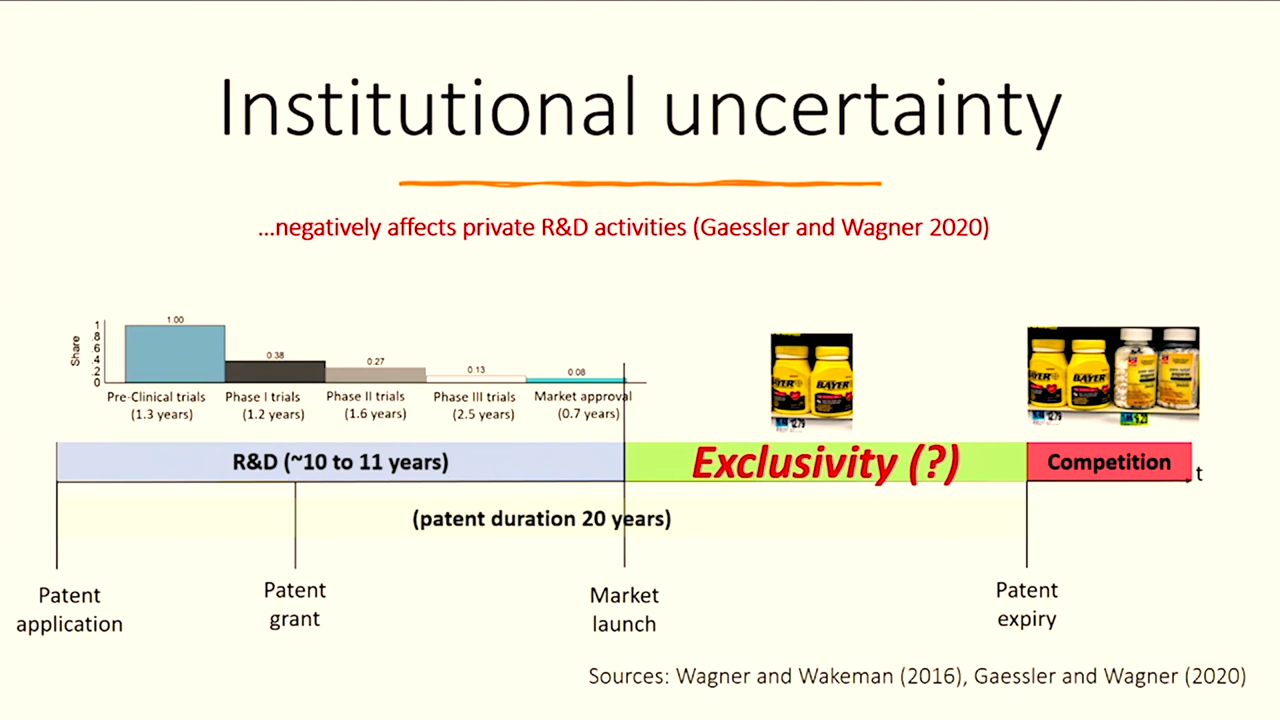 Institutional uncertainty
...negatively affects private R&D activities (Gaessler and Wagner 2020)
Share
1
.8
.6
.4
.2
0
1.00
0.38
0.27
0.13
0.08
Pre-Clinical trials
(1.3 years)
Phase I trials
(1.2 years)
Phase II trials
(1.6 years)
Phase III trials
(2.5 years)
Market approval
(0.7 years)
BAYER
BAYER
R&D (~10 to 11 years)
Exclusivity (?)
Competition
t
(patent duration 20 years)
Patent
application
Patent
grant
Market
launch
Patent
expiry
Sources: Wagner and Wakeman (2016), Gaessler and Wagner (2020)